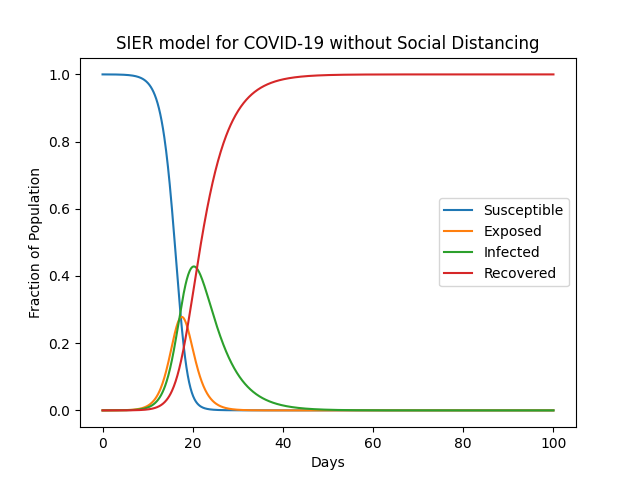 SIER model for COVID-19 without Social Distancing
1.0
0.8
0.6
0.4
0.2
0.0
Fraction of Population
Susceptible
Exposed
Infected
Recovered
0 20 40 60 80 100
Days